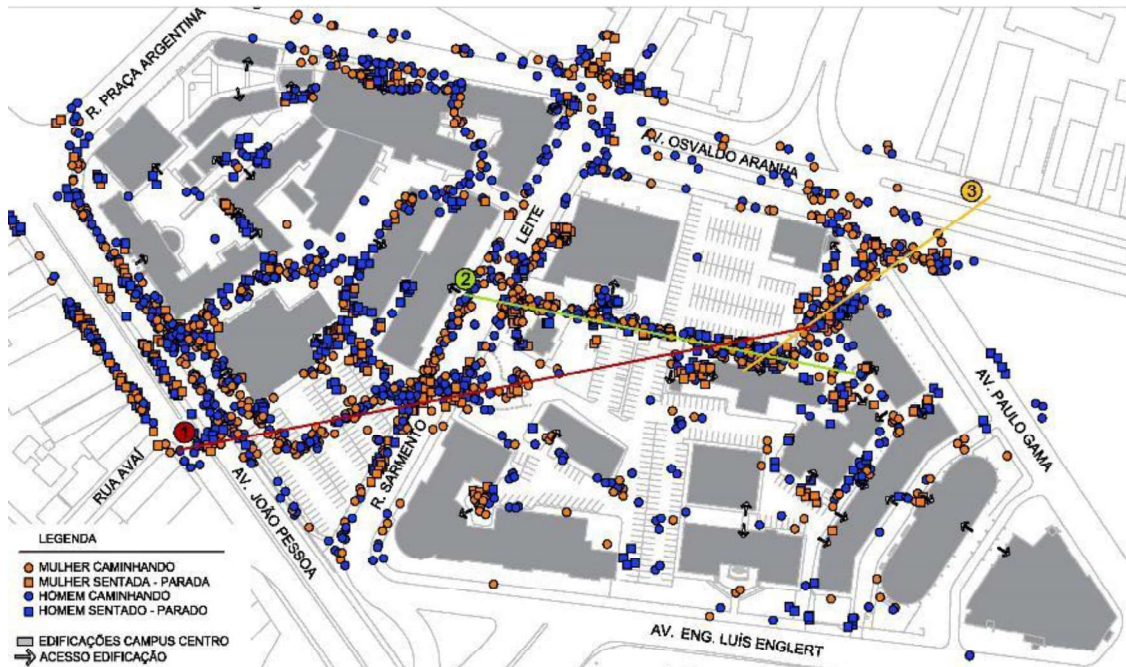 R. PRAÇA ARGENTINA
AV. OSVALDO ARANHA
3
LEITE
2
AV. PAULO GAMA
1
R. SARMENTO
RUA AVAÍ
AV. JOÃO PESSOA
AV. ENG. LUÍS ENGLERT
LEGENDA
MULHER CAMINHANDO
MULHER SENTADA - PARADA
HOMEM CAMINHANDO
HOMEM SENTADO - PARADO
EDIFICAÇÕES CAMPUS CENTRO
ACESSO EDIFICAÇÃO